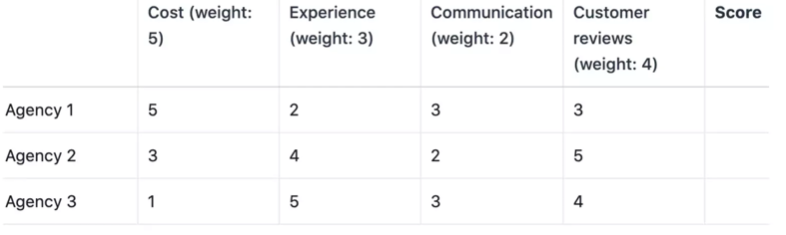 Cost (weight: 5) Experience (weight: 3) Communication (weight: 2) Customer reviews (weight: 4) Score
Agency 1 5 2 3 3
Agency 2 3 4 2 5
Agency 3 1 5 3 4